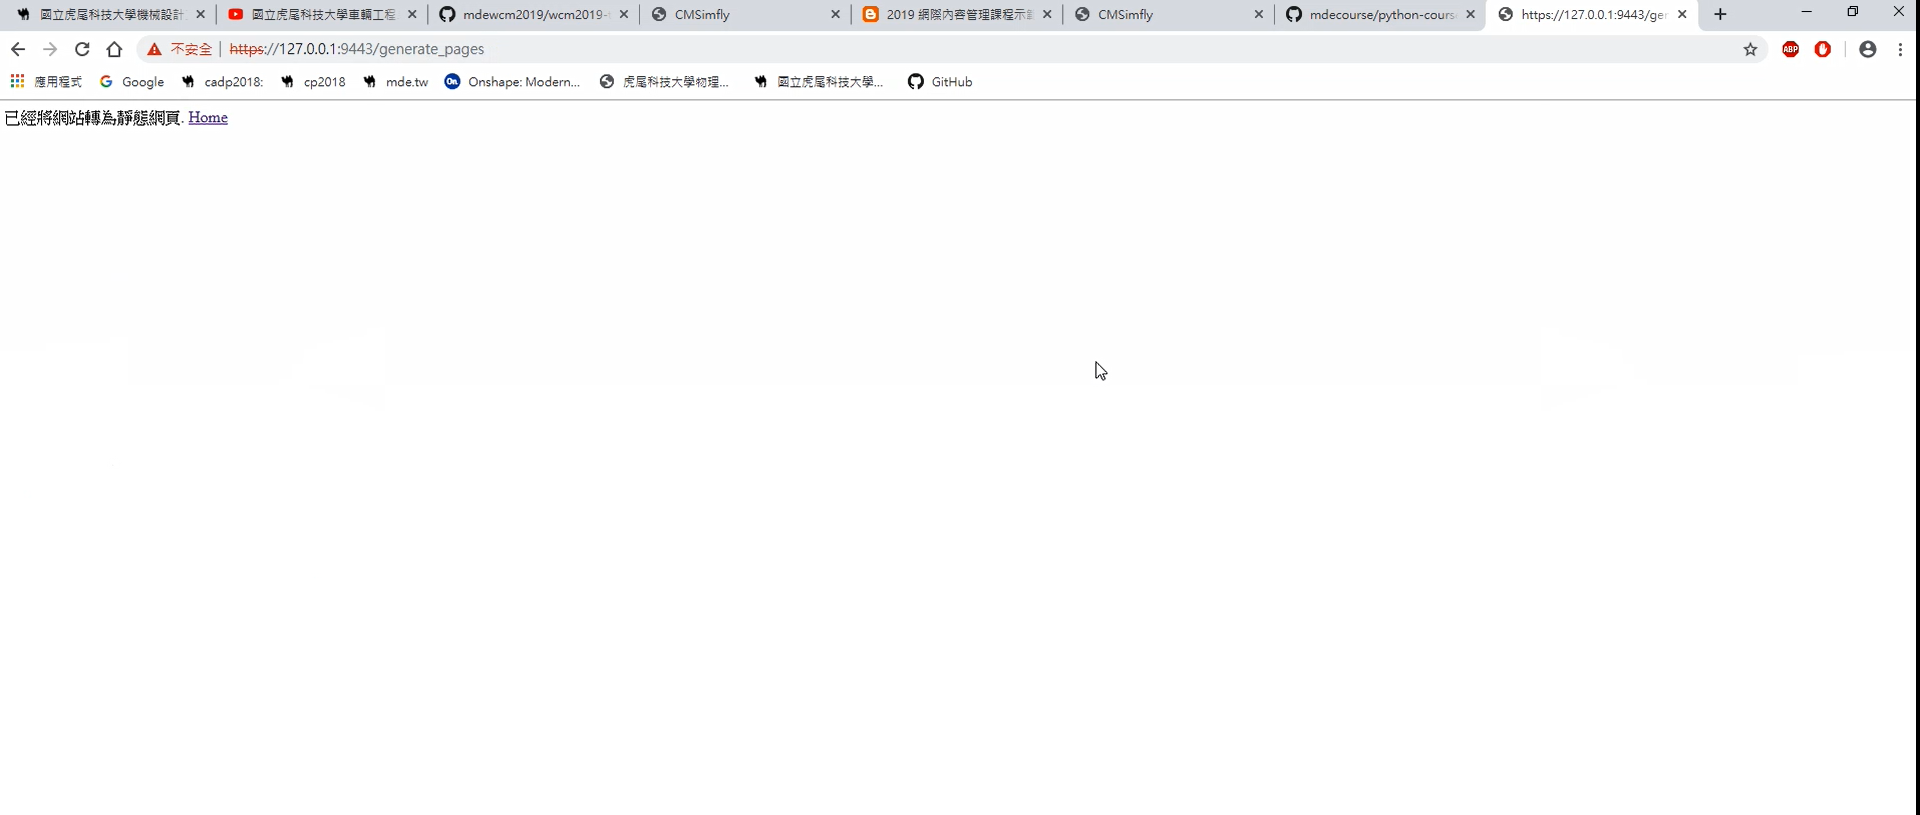 國立虎尾科技大學機械設計
國立虎尾科技大學車輛工程
mdewcm2019/wcm2019-
CMSimfly
2019 網際內容管理課程示
CMSimfly
mdecourse/python-cours
https://127.0.0.1:9443/ge
不安全 | https://127.0.0.1:9443/generate_pages
ABP
應用程式 Google cadp2018: cp2018 mde.tw On Onshape: Modern... 虎尾科技大學物理... 國立虎尾科技大學... GitHub
已經將網站轉為靜態網頁. Home